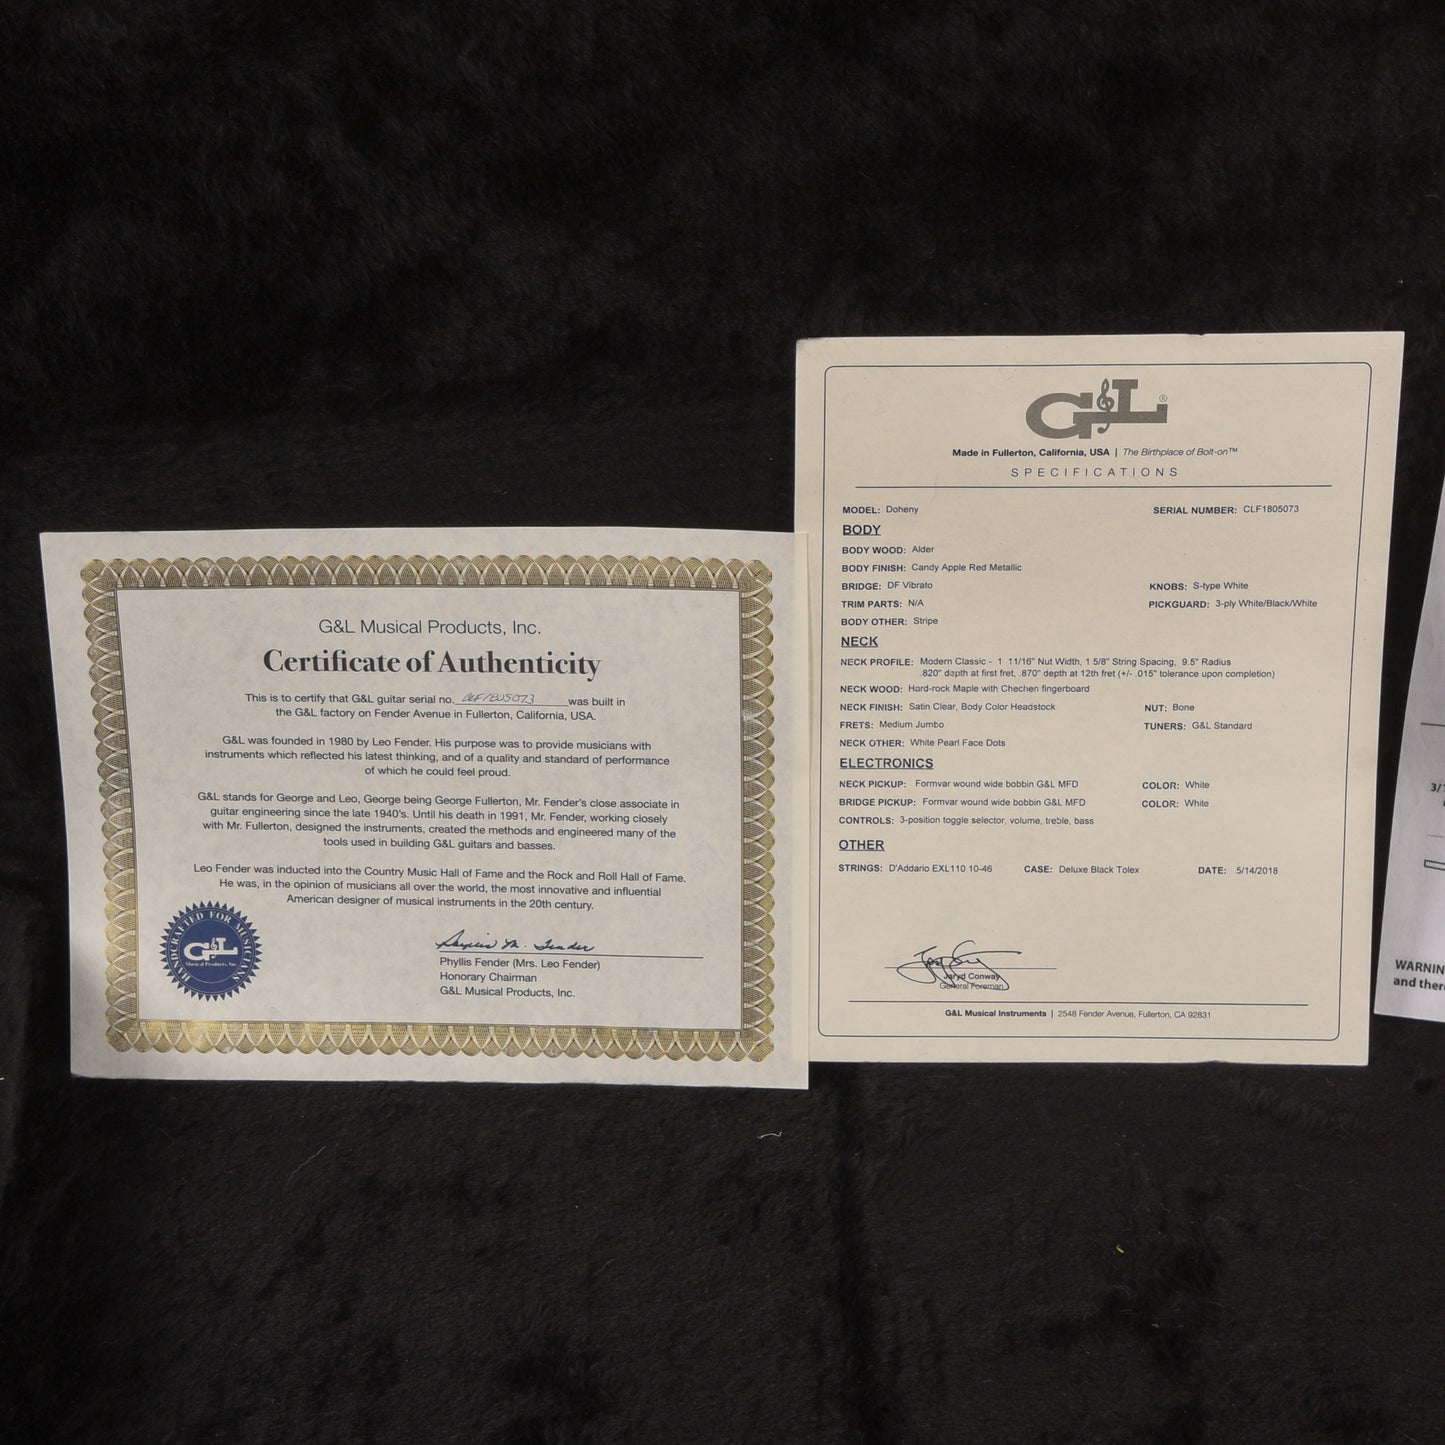 G&L Musical Products, Inc.
Certificate of Authenticity
This is to certify that G&L guitar serial no. CLF1805073 was built in
the G&L factory on Fender Avenue in Fullerton, California, USA.
G&L was founded in 1980 by Leo Fender. His purpose was to provide musicians with
instruments which reflected his latest thinking, and of a quality and standard of performance
of which he could feel proud.
G&L stands for George and Leo, George being George Fullerton, Mr. Fender's close associate in
guitar engineering since the late 1940's. Until his death in 1991, Mr. Fender, working closely
with Mr. Fullerton, designed the instruments, created the methods and engineered many of the
tools used in building G&L guitars and basses.
Leo Fender was inducted into the Country Music Hall of Fame and the Rock and Roll Hall of Fame.
He was, in the opinion of musicians all over the world, the most innovative and influential
American designer of musical instruments in the 20th century.
HANDCRAFTED FOR MUSICIANS
G&L
Musical Products, Inc.
Phyllis M. Fender
Phyllis Fender (Mrs. Leo Fender)
Honorary Chairman
G&L Musical Products, Inc.
G&L®
Made in Fullerton, California, USA | The Birthplace of Bolt-on™
SPECIFICATIONS
MODEL: Doheny SERIAL NUMBER: CLF1805073
BODY
BODY WOOD: Alder
BODY FINISH: Candy Apple Red Metallic
BRIDGE: DF Vibrato KNOBS: S-type White
TRIM PARTS: N/A PICKGUARD: 3-ply White/Black/White
BODY OTHER: Stripe
NECK
NECK PROFILE: Modern Classic - 1 11/16" Nut Width, 1 5/8" String Spacing, 9.5" Radius
.820" depth at first fret, .870" depth at 12th fret (+/- .015" tolerance upon completion)
NECK WOOD: Hard-rock Maple with Chechen fingerboard
NECK FINISH: Satin Clear, Body Color Headstock NUT: Bone
FRETS: Medium Jumbo TUNERS: G&L Standard
NECK OTHER: White Pearl Face Dots
ELECTRONICS
NECK PICKUP: Formvar wound wide bobbin G&L MFD COLOR: White
BRIDGE PICKUP: Formvar wound wide bobbin G&L MFD COLOR: White
CONTROLS: 3-position toggle selector, volume, treble, bass
OTHER
STRINGS: D'Addario EXL110 10-46 CASE: Deluxe Black Tolex DATE: 5/14/2018
Jaryd Conway
General Foreman
G&L Musical Instruments | 2548 Fender Avenue, Fullerton, CA 92831
3/1
WARNIN
and ther